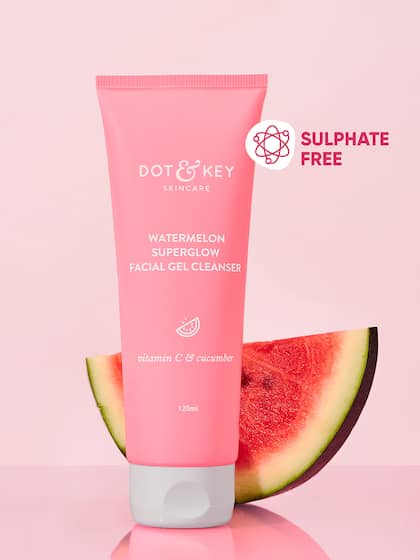 DOT & KEY
SKINCARE
WATERMELON
SUPERGLOW
FACIAL GEL CLEANSER
vitamin C & cucumber
120ml
SULPHATE
FREE